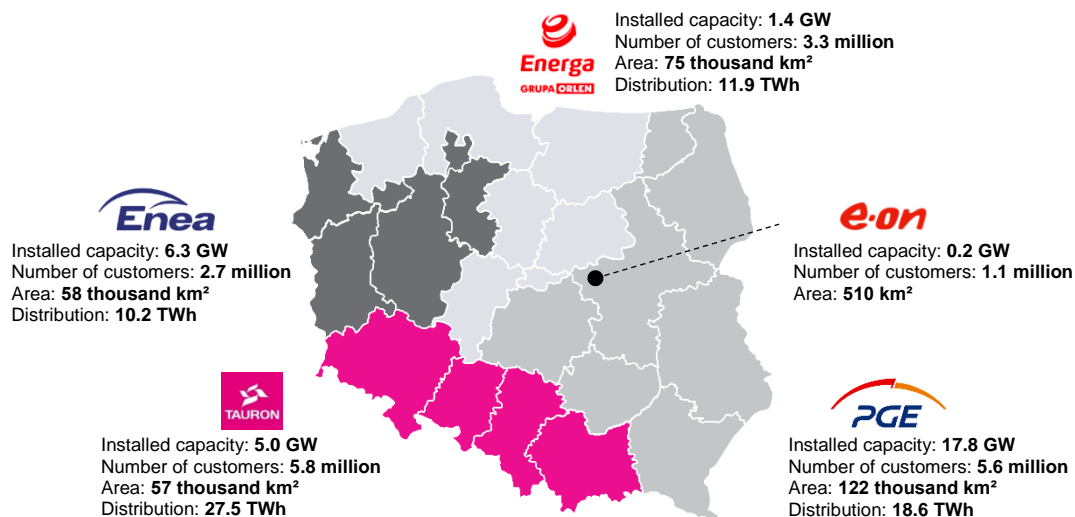 Energa
GRUPA ORLEN
Installed capacity: 1.4 GW
Number of customers: 3.3 million
Area: 75 thousand km²
Distribution: 11.9 TWh
Enea
Installed capacity: 6.3 GW
Number of customers: 2.7 million
Area: 58 thousand km²
Distribution: 10.2 TWh
e·on
Installed capacity: 0.2 GW
Number of customers: 1.1 million
Area: 510 km²
TAURON
Installed capacity: 5.0 GW
Number of customers: 5.8 million
Area: 57 thousand km²
Distribution: 27.5 TWh
PGE
Installed capacity: 17.8 GW
Number of customers: 5.6 million
Area: 122 thousand km²
Distribution: 18.6 TWh